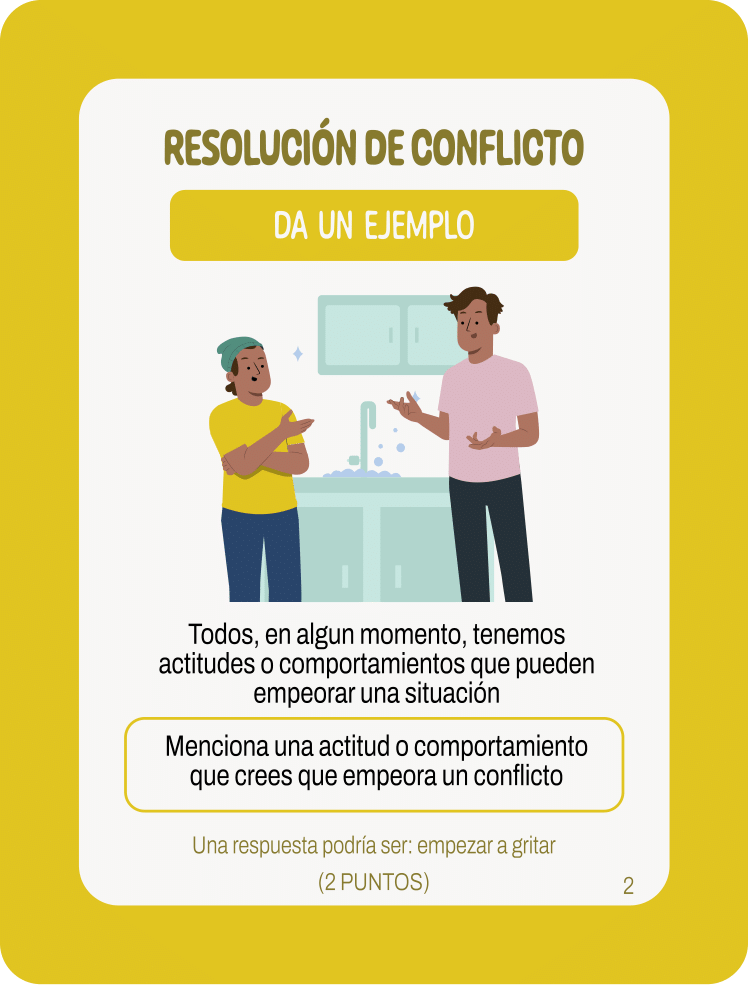 RESOLUCIÓN DE CONFLICTO
DA UN EJEMPLO
Todos, en algun momento, tenemos
actitudes o comportamientos que pueden
empeorar una situación
Menciona una actitud o comportamiento
que crees que empeora un conflicto
Una respuesta podría ser: empezar a gritar
(2 PUNTOS)
2